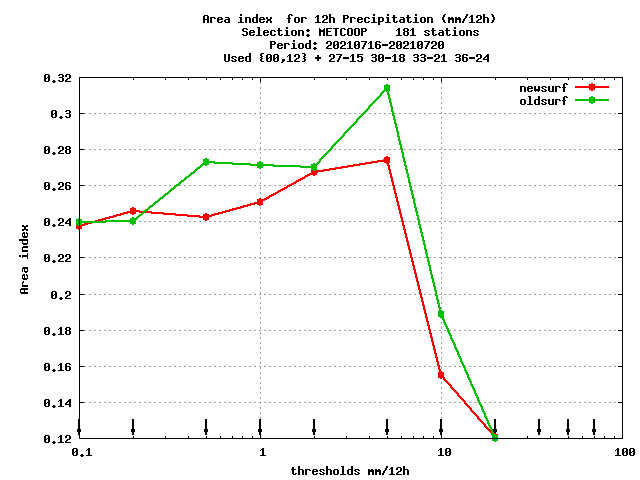 Area index  for 12h Precipitation (mm/12h)
Selection: METCOOP    181 stations
Period: 20210716-20210720
Used {00,12} + 27-15 30-18 33-21 36-24
newsurf
oldsurf
0.32
0.3
0.28
0.26
0.24
0.22
0.2
0.18
0.16
0.14
0.12
Area index
0.1 1 10 100
thresholds mm/12h